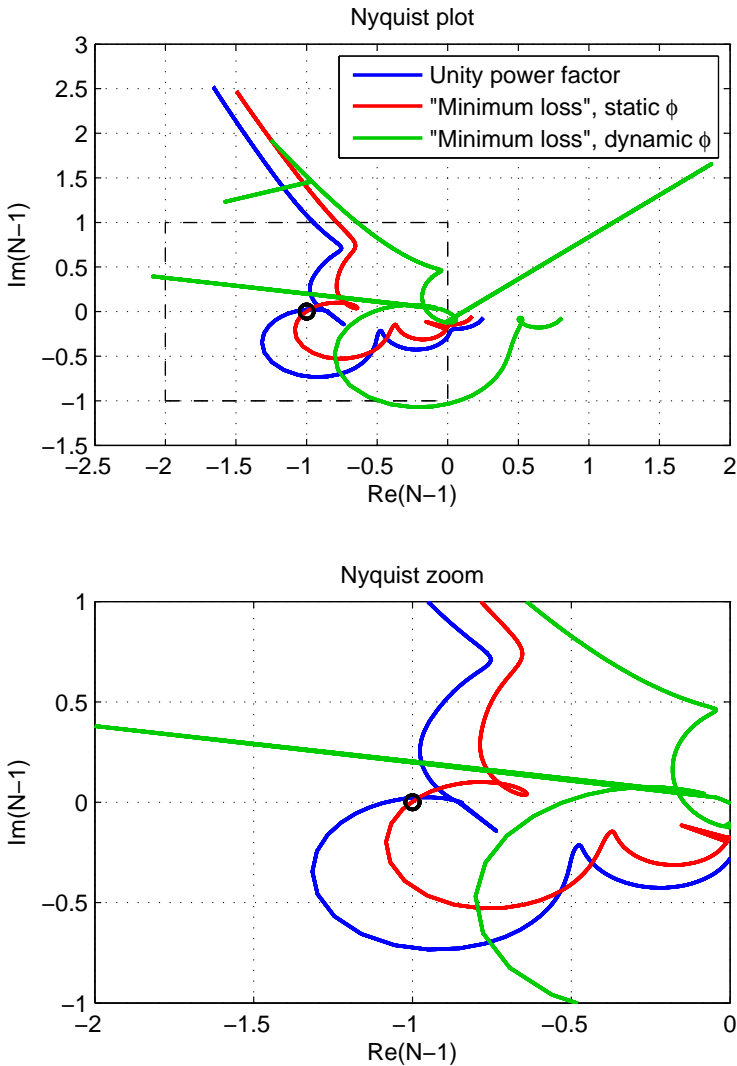 Nyquist plot
3
2.5
2
1.5
1
0.5
0
−0.5
−1
−1.5
Im(N−1)
Unity power factor
"Minimum loss", static ϕ
"Minimum loss", dynamic ϕ
−2.5 −2 −1.5 −1 −0.5 0 0.5 1 1.5 2
Re(N−1)
Nyquist zoom
1
0.5
0
−0.5
−1
Im(N−1)
−2 −1.5 −1 −0.5 0
Re(N−1)